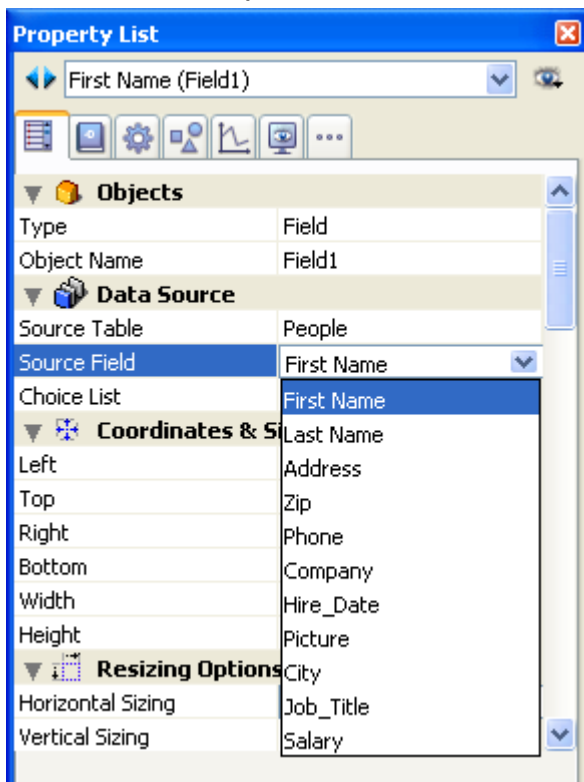 Property List
First Name (Field1)
Objects
Type Field
Object Name Field1
Data Source
Source Table People
Source Field First Name
Choice List First Name
Coordinates & Si Last Name
Left Address
Top Zip
Right Phone
Bottom Company
Width Hire_Date
Height Picture
Resizing Options City
Horizontal Sizing Job_Title
Vertical Sizing Salary